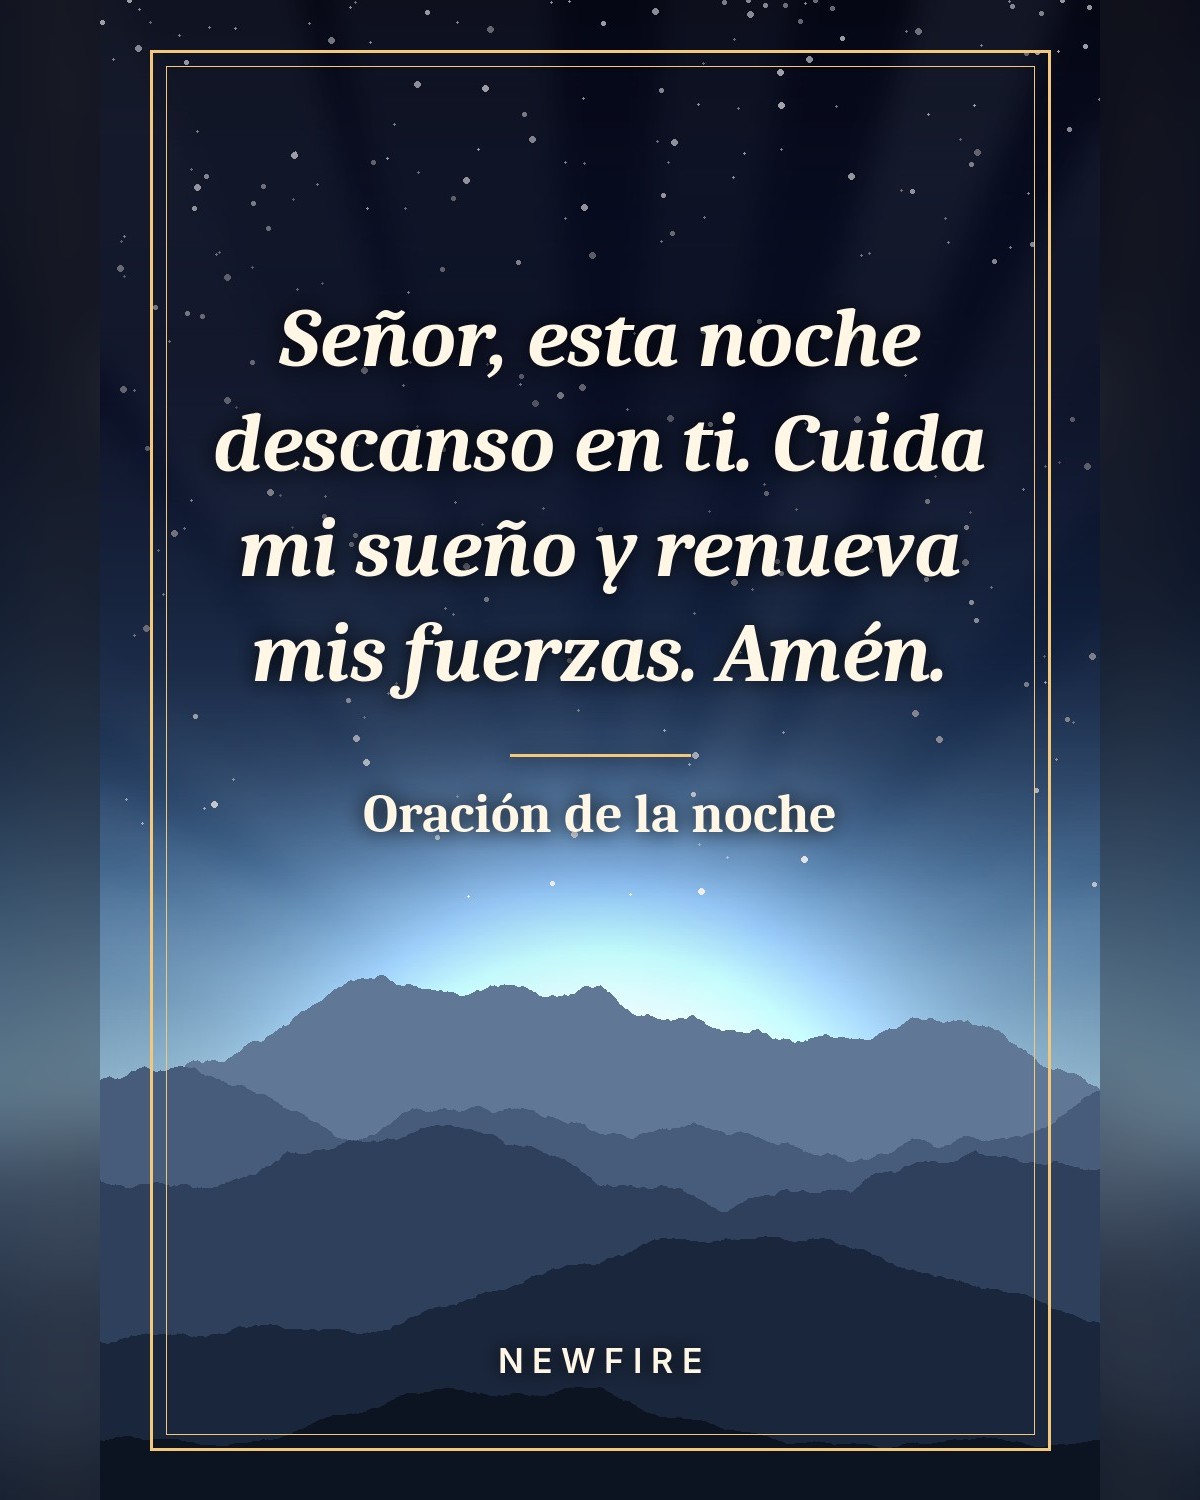 Señor, esta noche
descanso en ti. Cuida
mi sueño y renueva
mis fuerzas. Amén.
Oración de la noche
NEWFIRE